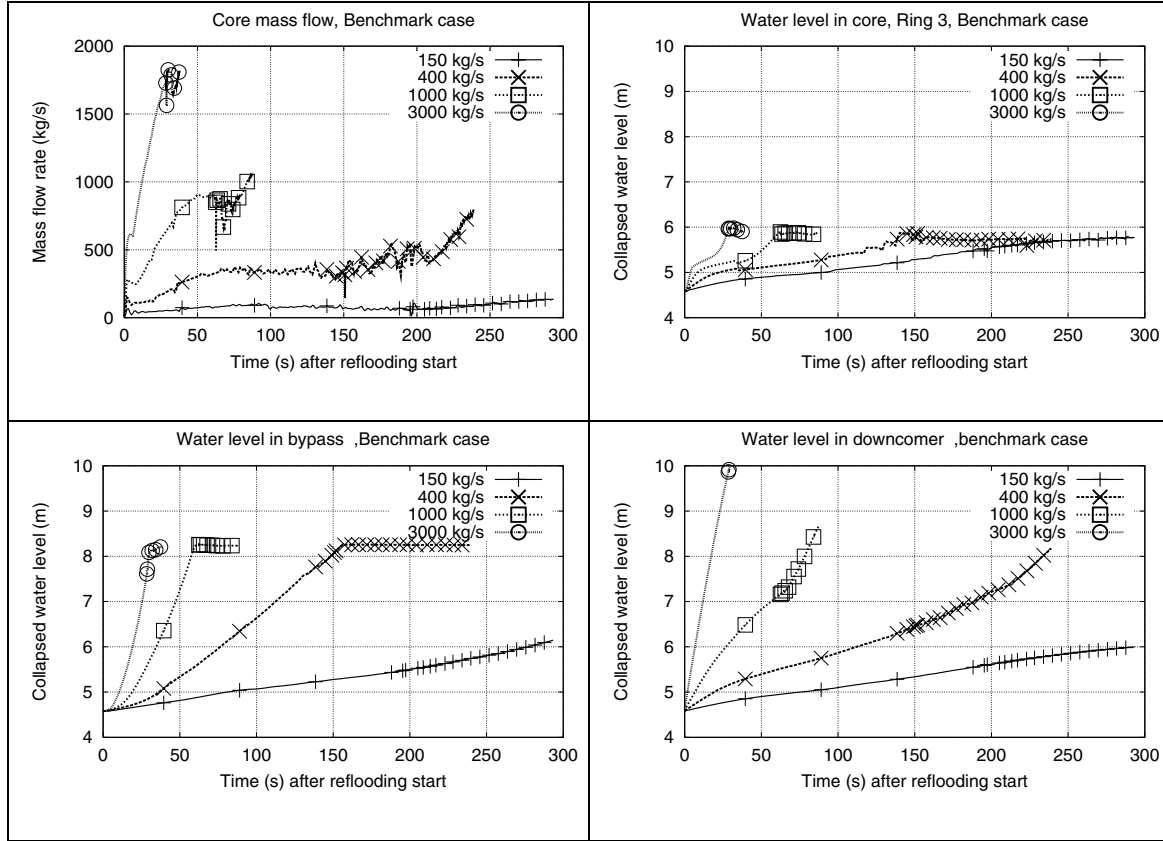 Core mass flow, Benchmark case
2000
1500
1000
500
0
Mass flow rate (kg/s)
150 kg/s
400 kg/s
1000 kg/s
3000 kg/s
0 50 100 150 200 250 300
Time (s) after reflooding start
Water level in core, Ring 3, Benchmark case
10
9
8
7
6
5
4
Collapsed water level (m)
150 kg/s
400 kg/s
1000 kg/s
3000 kg/s
0 50 100 150 200 250 300
Time (s) after reflooding start
Water level in bypass ,Benchmark case
10
9
8
7
6
5
4
Collapsed water level (m)
150 kg/s
400 kg/s
1000 kg/s
3000 kg/s
0 50 100 150 200 250 300
Time (s) after reflooding start
Water level in downcomer ,benchmark case
10
9
8
7
6
5
4
Collapsed water level (m)
150 kg/s
400 kg/s
1000 kg/s
3000 kg/s
0 50 100 150 200 250 300
Time (s) after reflooding start